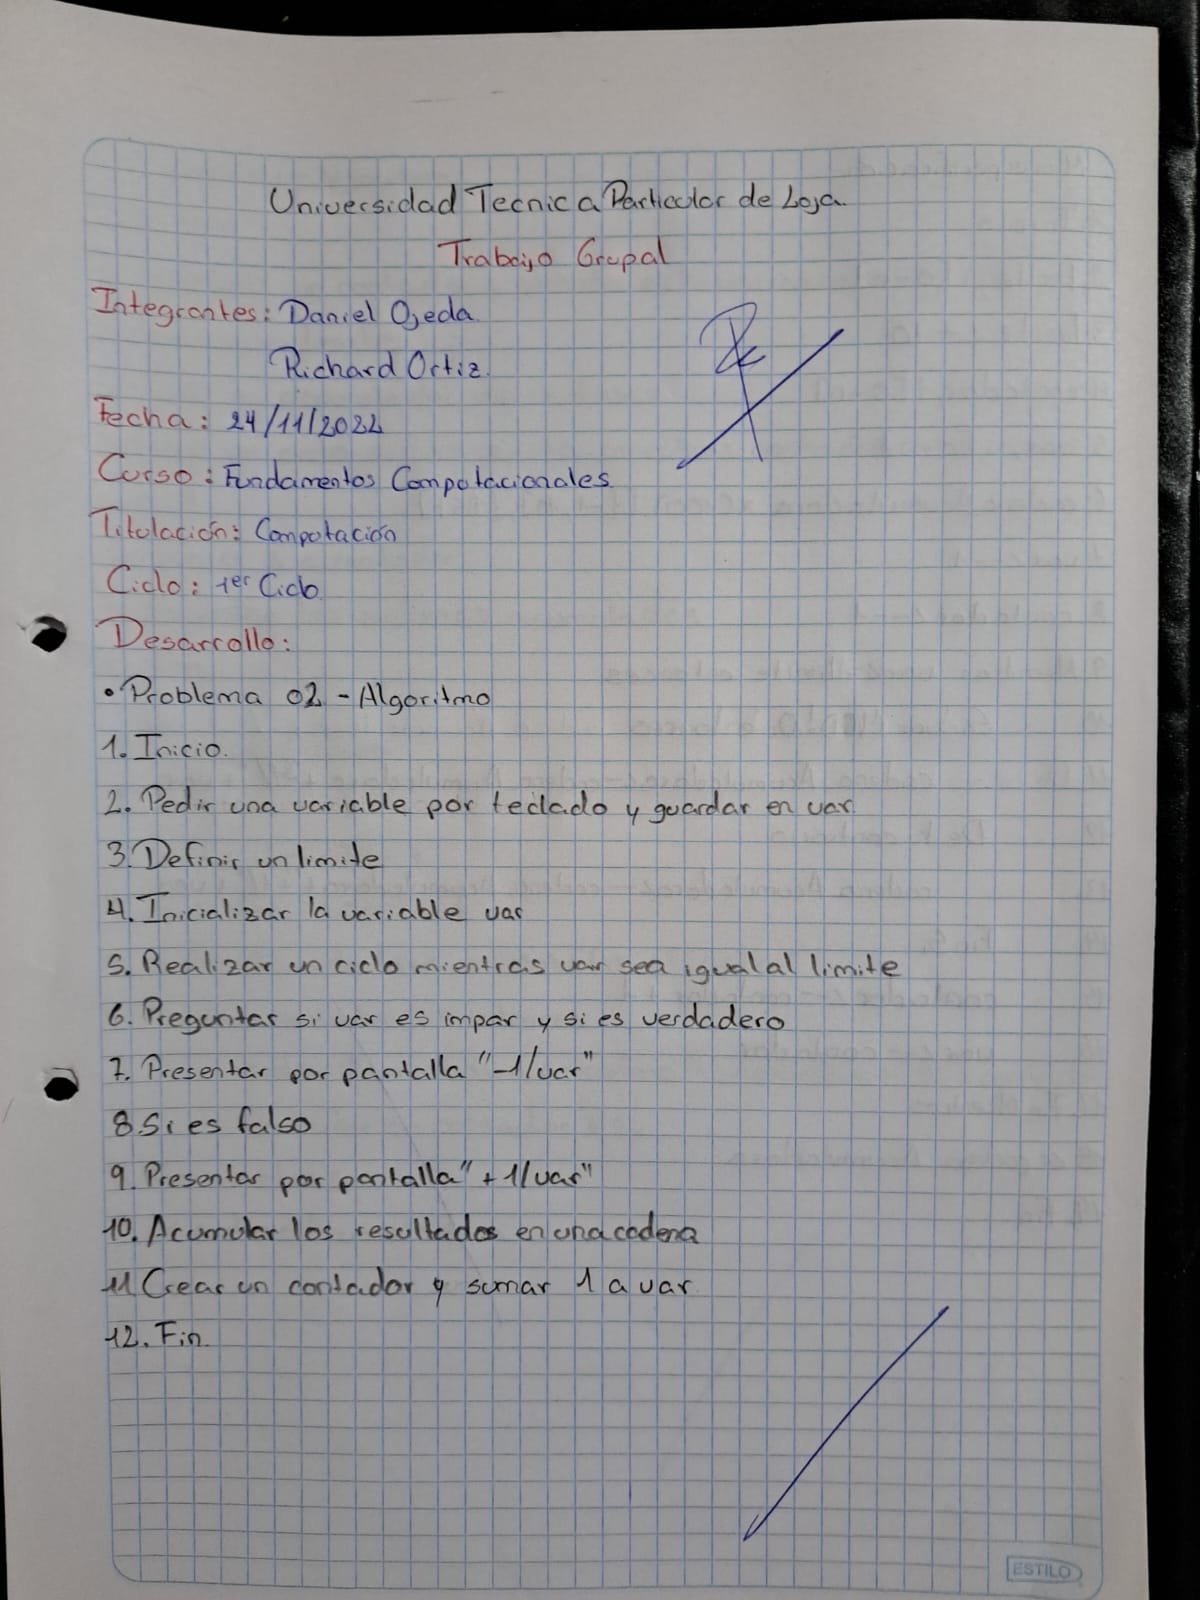 Universidad Tecnica Particular de Loja.
Trabajo Grupal
Integrantes: Daniel Ojeda
Richard Ortiz.
Fecha: 24/11/2022
Curso: Fundamentos Computacionales
Titulación: Computación
Ciclo: 1er Ciclo
Desarrollo:
• Problema 02 - Algoritmo
1. Inicio.
2. Pedir una variable por teclado y guardar en var
3. Definir un limite
4. Inicializar la variable var
5. Realizar un ciclo mientras var sea igual al limite
6. Preguntar si var es impar y si es verdadero
7. Presentar por pantalla "-1/var"
8. Si es falso
9. Presentar por pantalla "+ 1/var"
10. Acumular los resultados en una cadena
11 Crear un contador y sumar 1 a var
12. Fin.
ESTILO